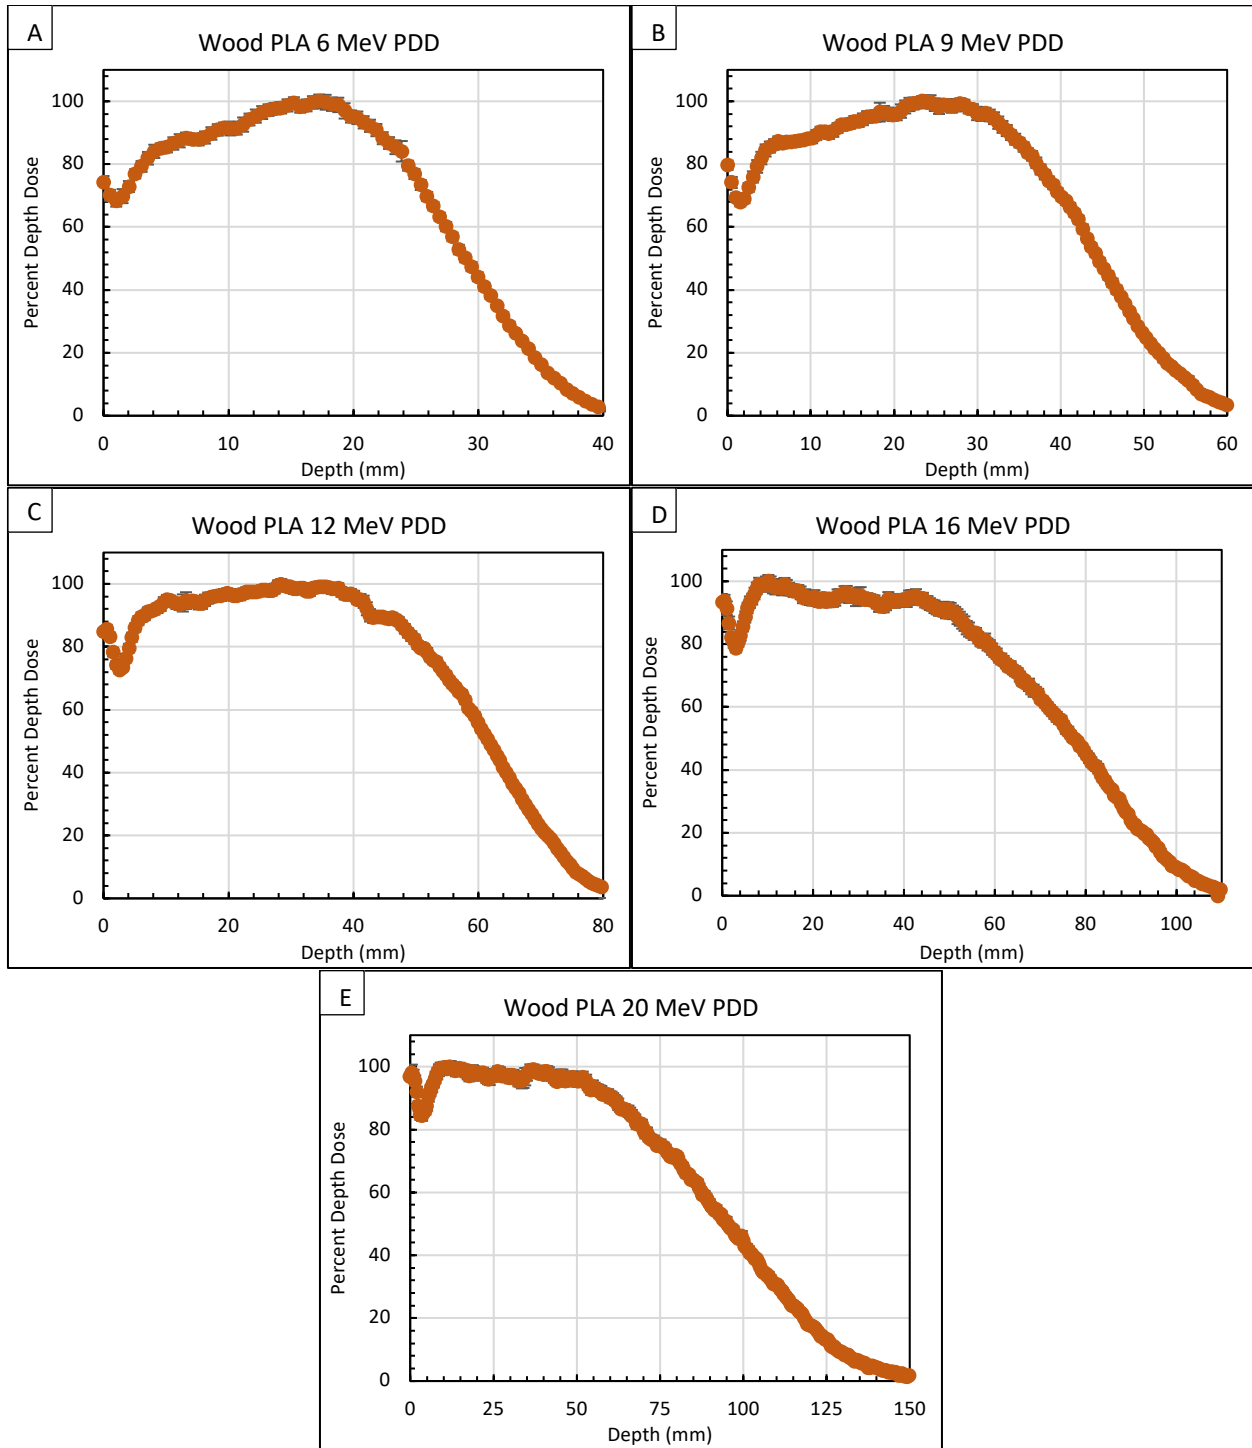 A
Wood PLA 6 MeV PDD
Percent Depth Dose
100
80
60
40
20
0
0 10 20 30 40
Depth (mm)
B
Wood PLA 9 MeV PDD
Percent Depth Dose
100
80
60
40
20
0
0 10 20 30 40 50 60
Depth (mm)
C
Wood PLA 12 MeV PDD
Percent Depth Dose
100
80
60
40
20
0
0 20 40 60 80
Depth (mm)
D
Wood PLA 16 MeV PDD
Percent Depth Dose
100
80
60
40
20
0
0 20 40 60 80 100
Depth (mm)
E
Wood PLA 20 MeV PDD
Percent Depth Dose
100
80
60
40
20
0
0 25 50 75 100 125 150
Depth (mm)